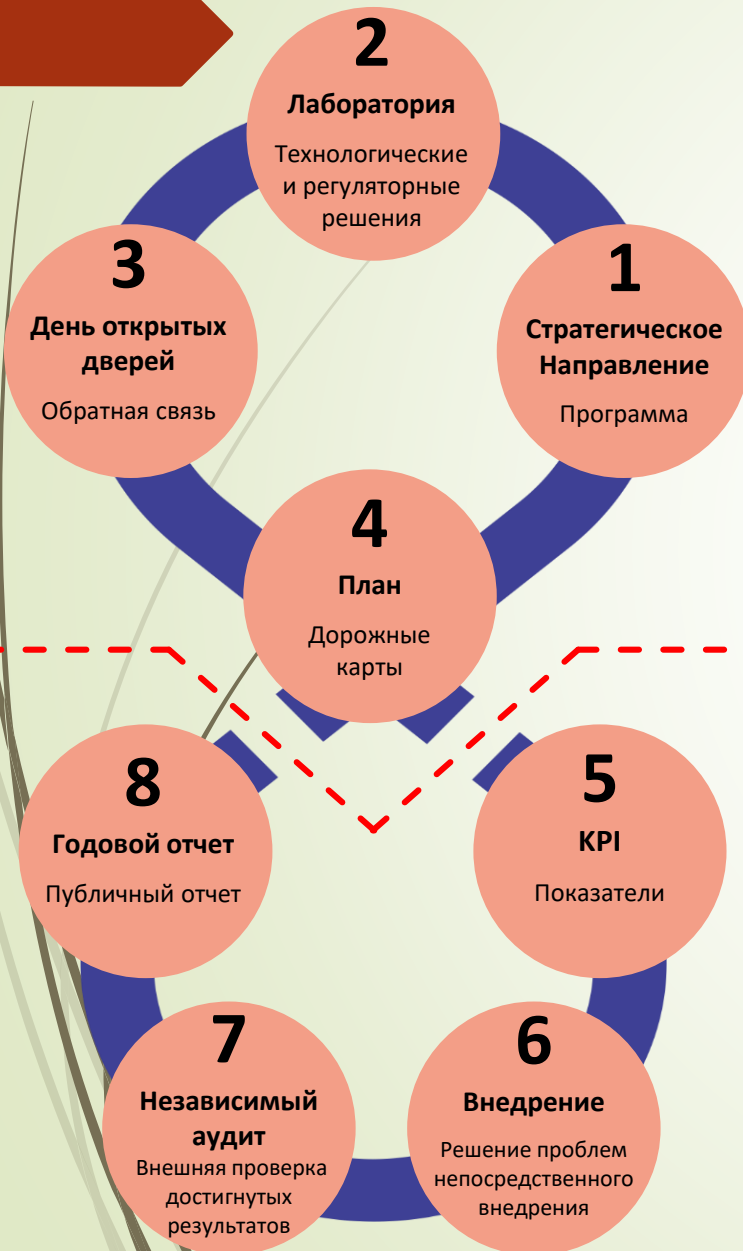 2
Лаборатория
Технологические
и регуляторные
решения
3
День открытых
дверей
Обратная связь
1
Стратегическое
Направление
Программа
4
План
Дорожные
карты
8
Годовой отчет
Публичный отчет
5
KPI
Показатели
7
Независимый
аудит
Внешняя проверка
достигнутых
результатов
6
Внедрение
Решение проблем
непосредственного
внедрения